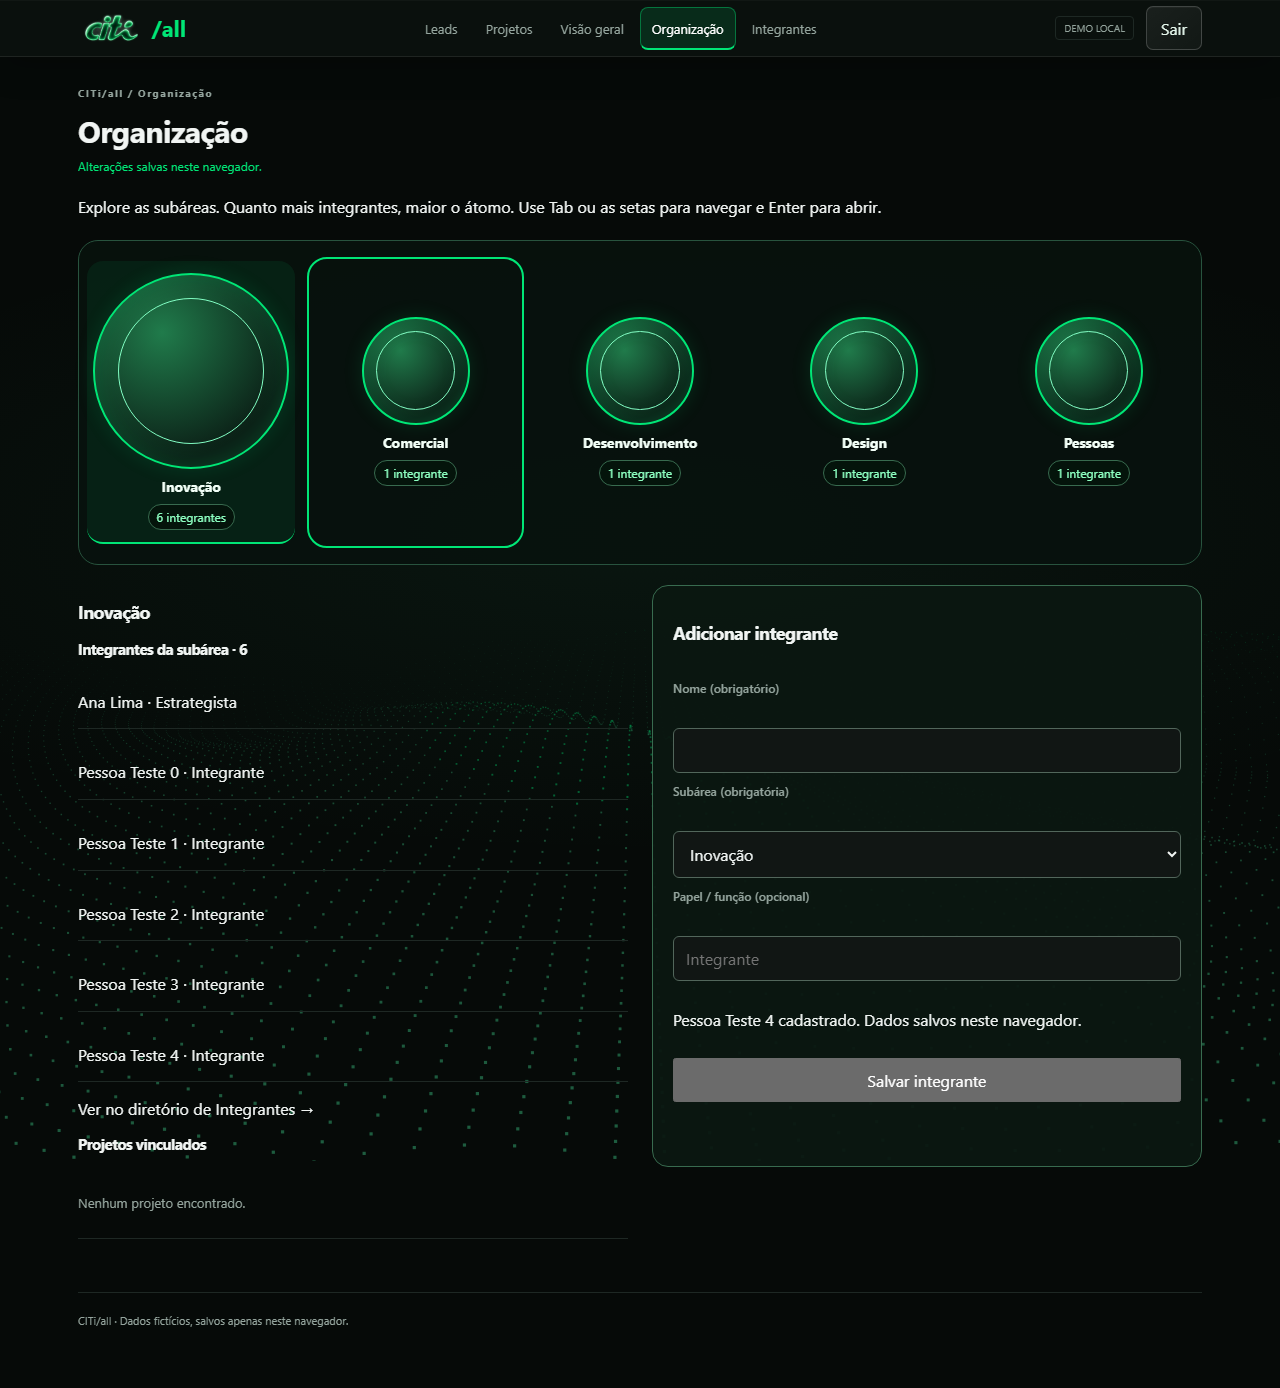 citi /all
Leads
Projetos
Visão geral
Organização
Integrantes
DEMO LOCAL
Sair
CITi/all / Organização
Organização
Alterações salvas neste navegador.
Explore as subáreas. Quanto mais integrantes, maior o átomo. Use Tab ou as setas para navegar e Enter para abrir.
Inovação
6 integrantes
Comercial
1 integrante
Desenvolvimento
1 integrante
Design
1 integrante
Pessoas
1 integrante
Inovação
Integrantes da subárea · 6
Ana Lima · Estrategista
Pessoa Teste 0 · Integrante
Pessoa Teste 1 · Integrante
Pessoa Teste 2 · Integrante
Pessoa Teste 3 · Integrante
Pessoa Teste 4 · Integrante
Ver no diretório de Integrantes →
Projetos vinculados
Nenhum projeto encontrado.
Adicionar integrante
Nome (obrigatório)
Subárea (obrigatória)
Inovação
Papel / função (opcional)
Integrante
Pessoa Teste 4 cadastrado. Dados salvos neste navegador.
Salvar integrante
CITi/all · Dados fictícios, salvos apenas neste navegador.